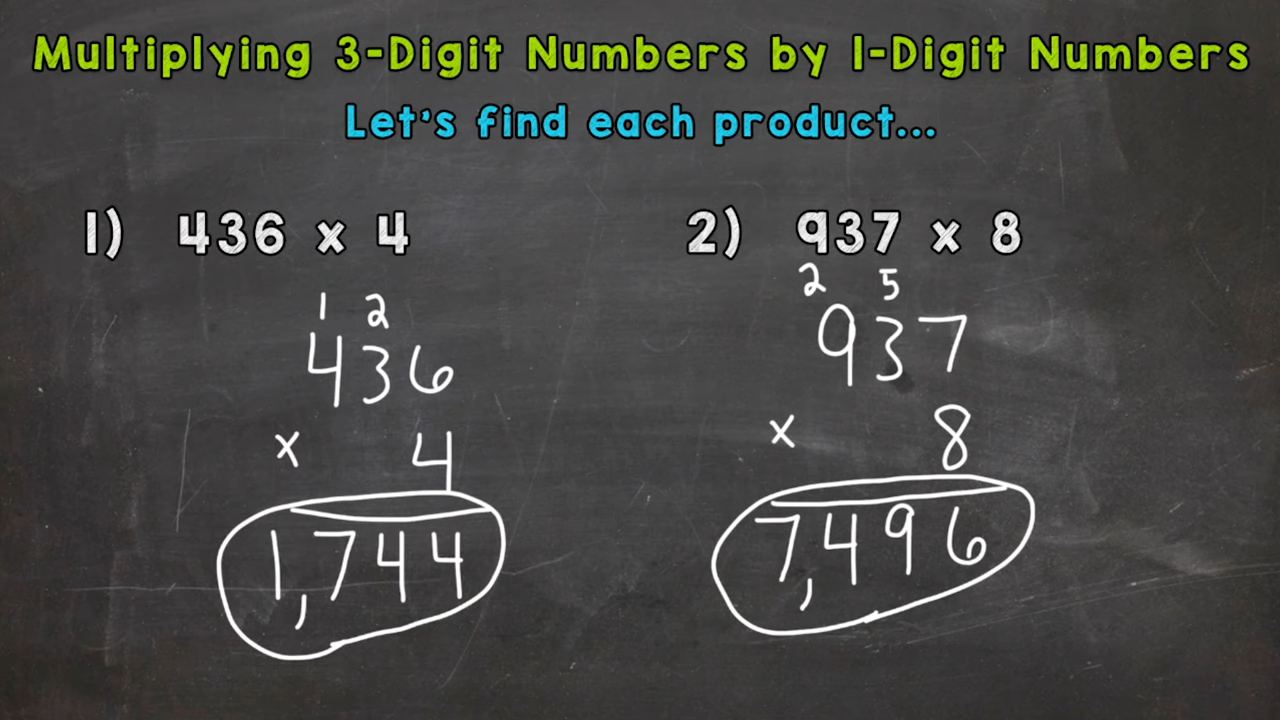 Multiplying 3-Digit Numbers by 1-Digit Numbers
Let's find each product...
1) 436 x 4
1 2
436
x 4
1,744
2) 937 x 8
2 5
937
x 8
7,496